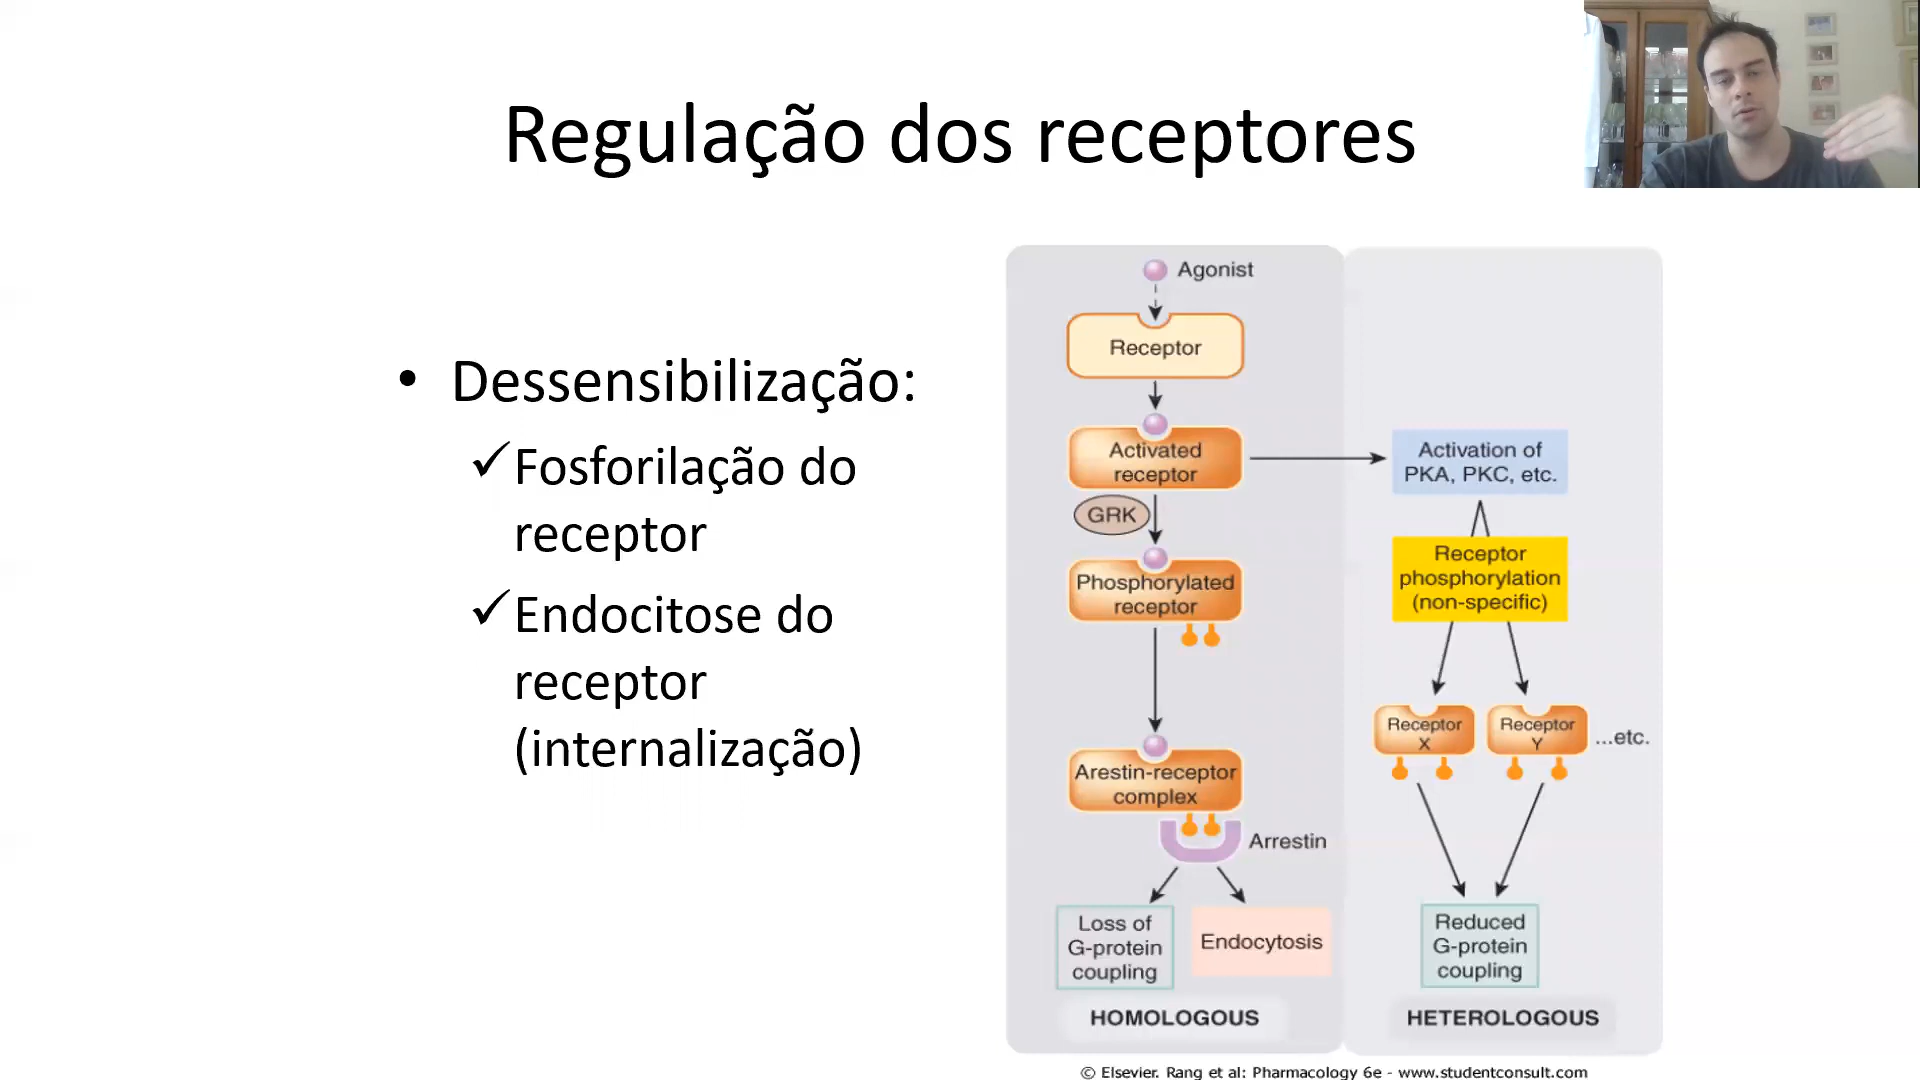 Regulação dos receptores
• Dessensibilização:
✓Fosforilação do
receptor
✓Endocitose do
receptor
(internalização)
Agonist
Receptor
Activated
receptor
GRK
Phosphorylated
receptor
Arestin-receptor
complex
Arrestin
Loss of
G-protein
coupling
Endocytosis
HOMOLOGOUS
Activation of
PKA, PKC, etc.
Receptor
phosphorylation
(non-specific)
Receptor
X
Receptor
Y
...etc.
Reduced
G-protein
coupling
HETEROLOGOUS
© Elsevier. Rang et al: Pharmacology 6e - www.studentconsult.com